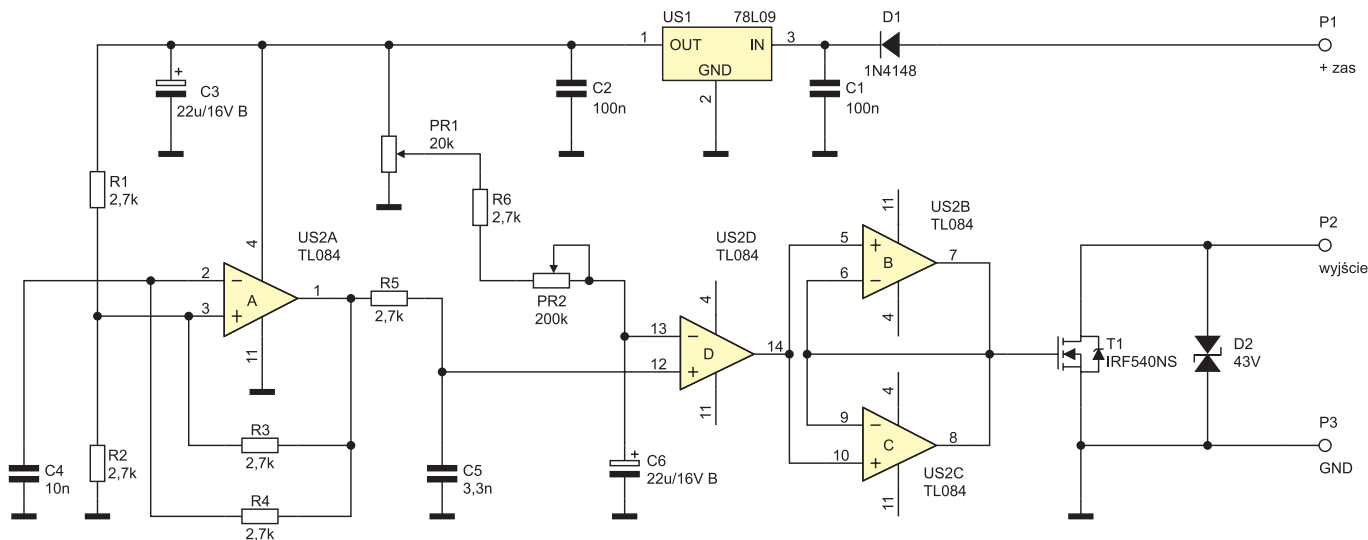 US1 78L09
1 OUT IN 3
GND
2
D1
1N4148
P1
+ zas
C3
22u/16V B
+
C2
100n
C1
100n
PR1
20k
R1
2,7k
R6
2,7k
US2A
TL084
4
2
−
A
1
3
+
11
R5
2,7k
PR2
200k
US2D
TL084
4
13
−
D
14
12
+
11
US2B
TL084
11
5
+
B
7
6
−
4
T1
IRF540NS
D2
43V
P2
wyjście
P3
GND
4
9
−
C
8
10
+
11
US2C
TL084
R3
2,7k
R4
2,7k
R2
2,7k
C4
10n
C5
3,3n
C6
22u/16V B
+